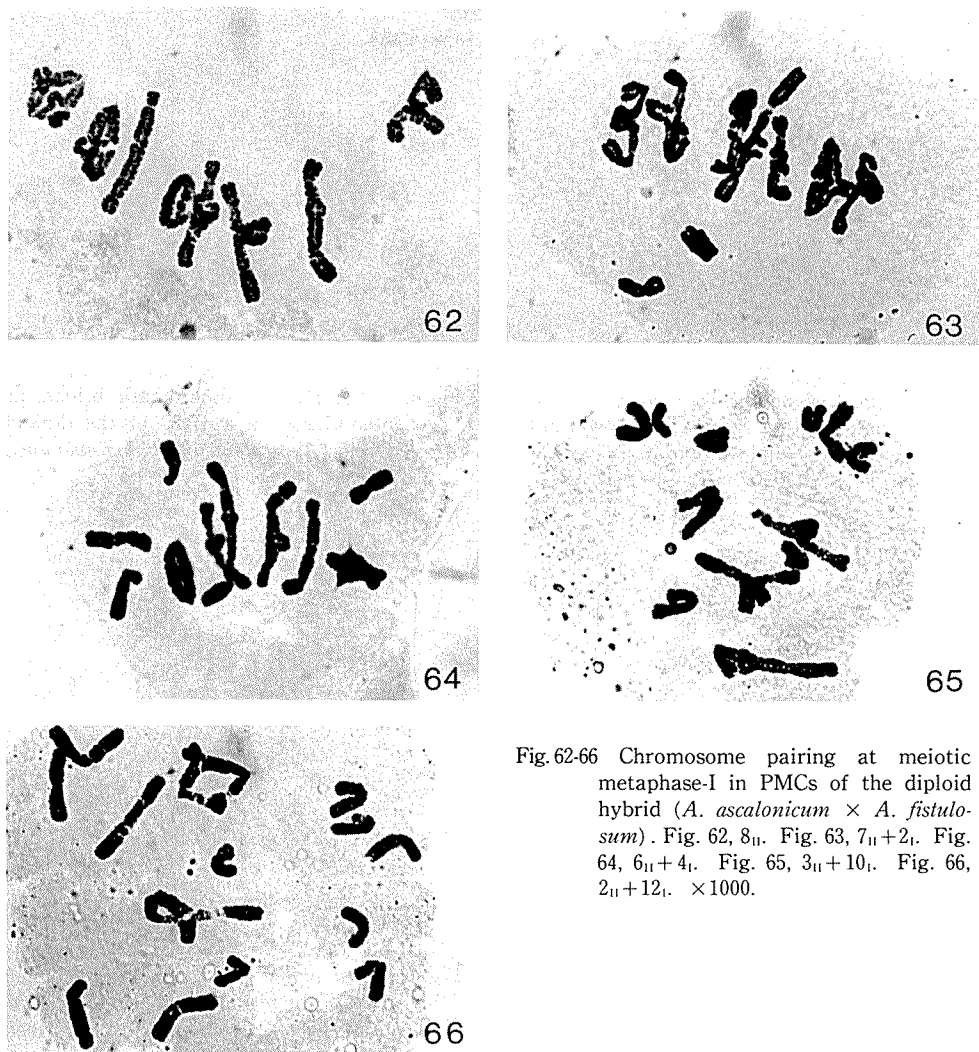 62
63
64
65
66
Fig. 62-66 Chromosome pairing at meiotic
metaphase-I in PMCs of the diploid
hybrid (A. ascalonicum × A. fistulo-
sum). Fig. 62, 8II. Fig. 63, 7II+2I. Fig.
64, 6II+4I. Fig. 65, 3II+10I. Fig. 66,
2II+12I. ×1000.